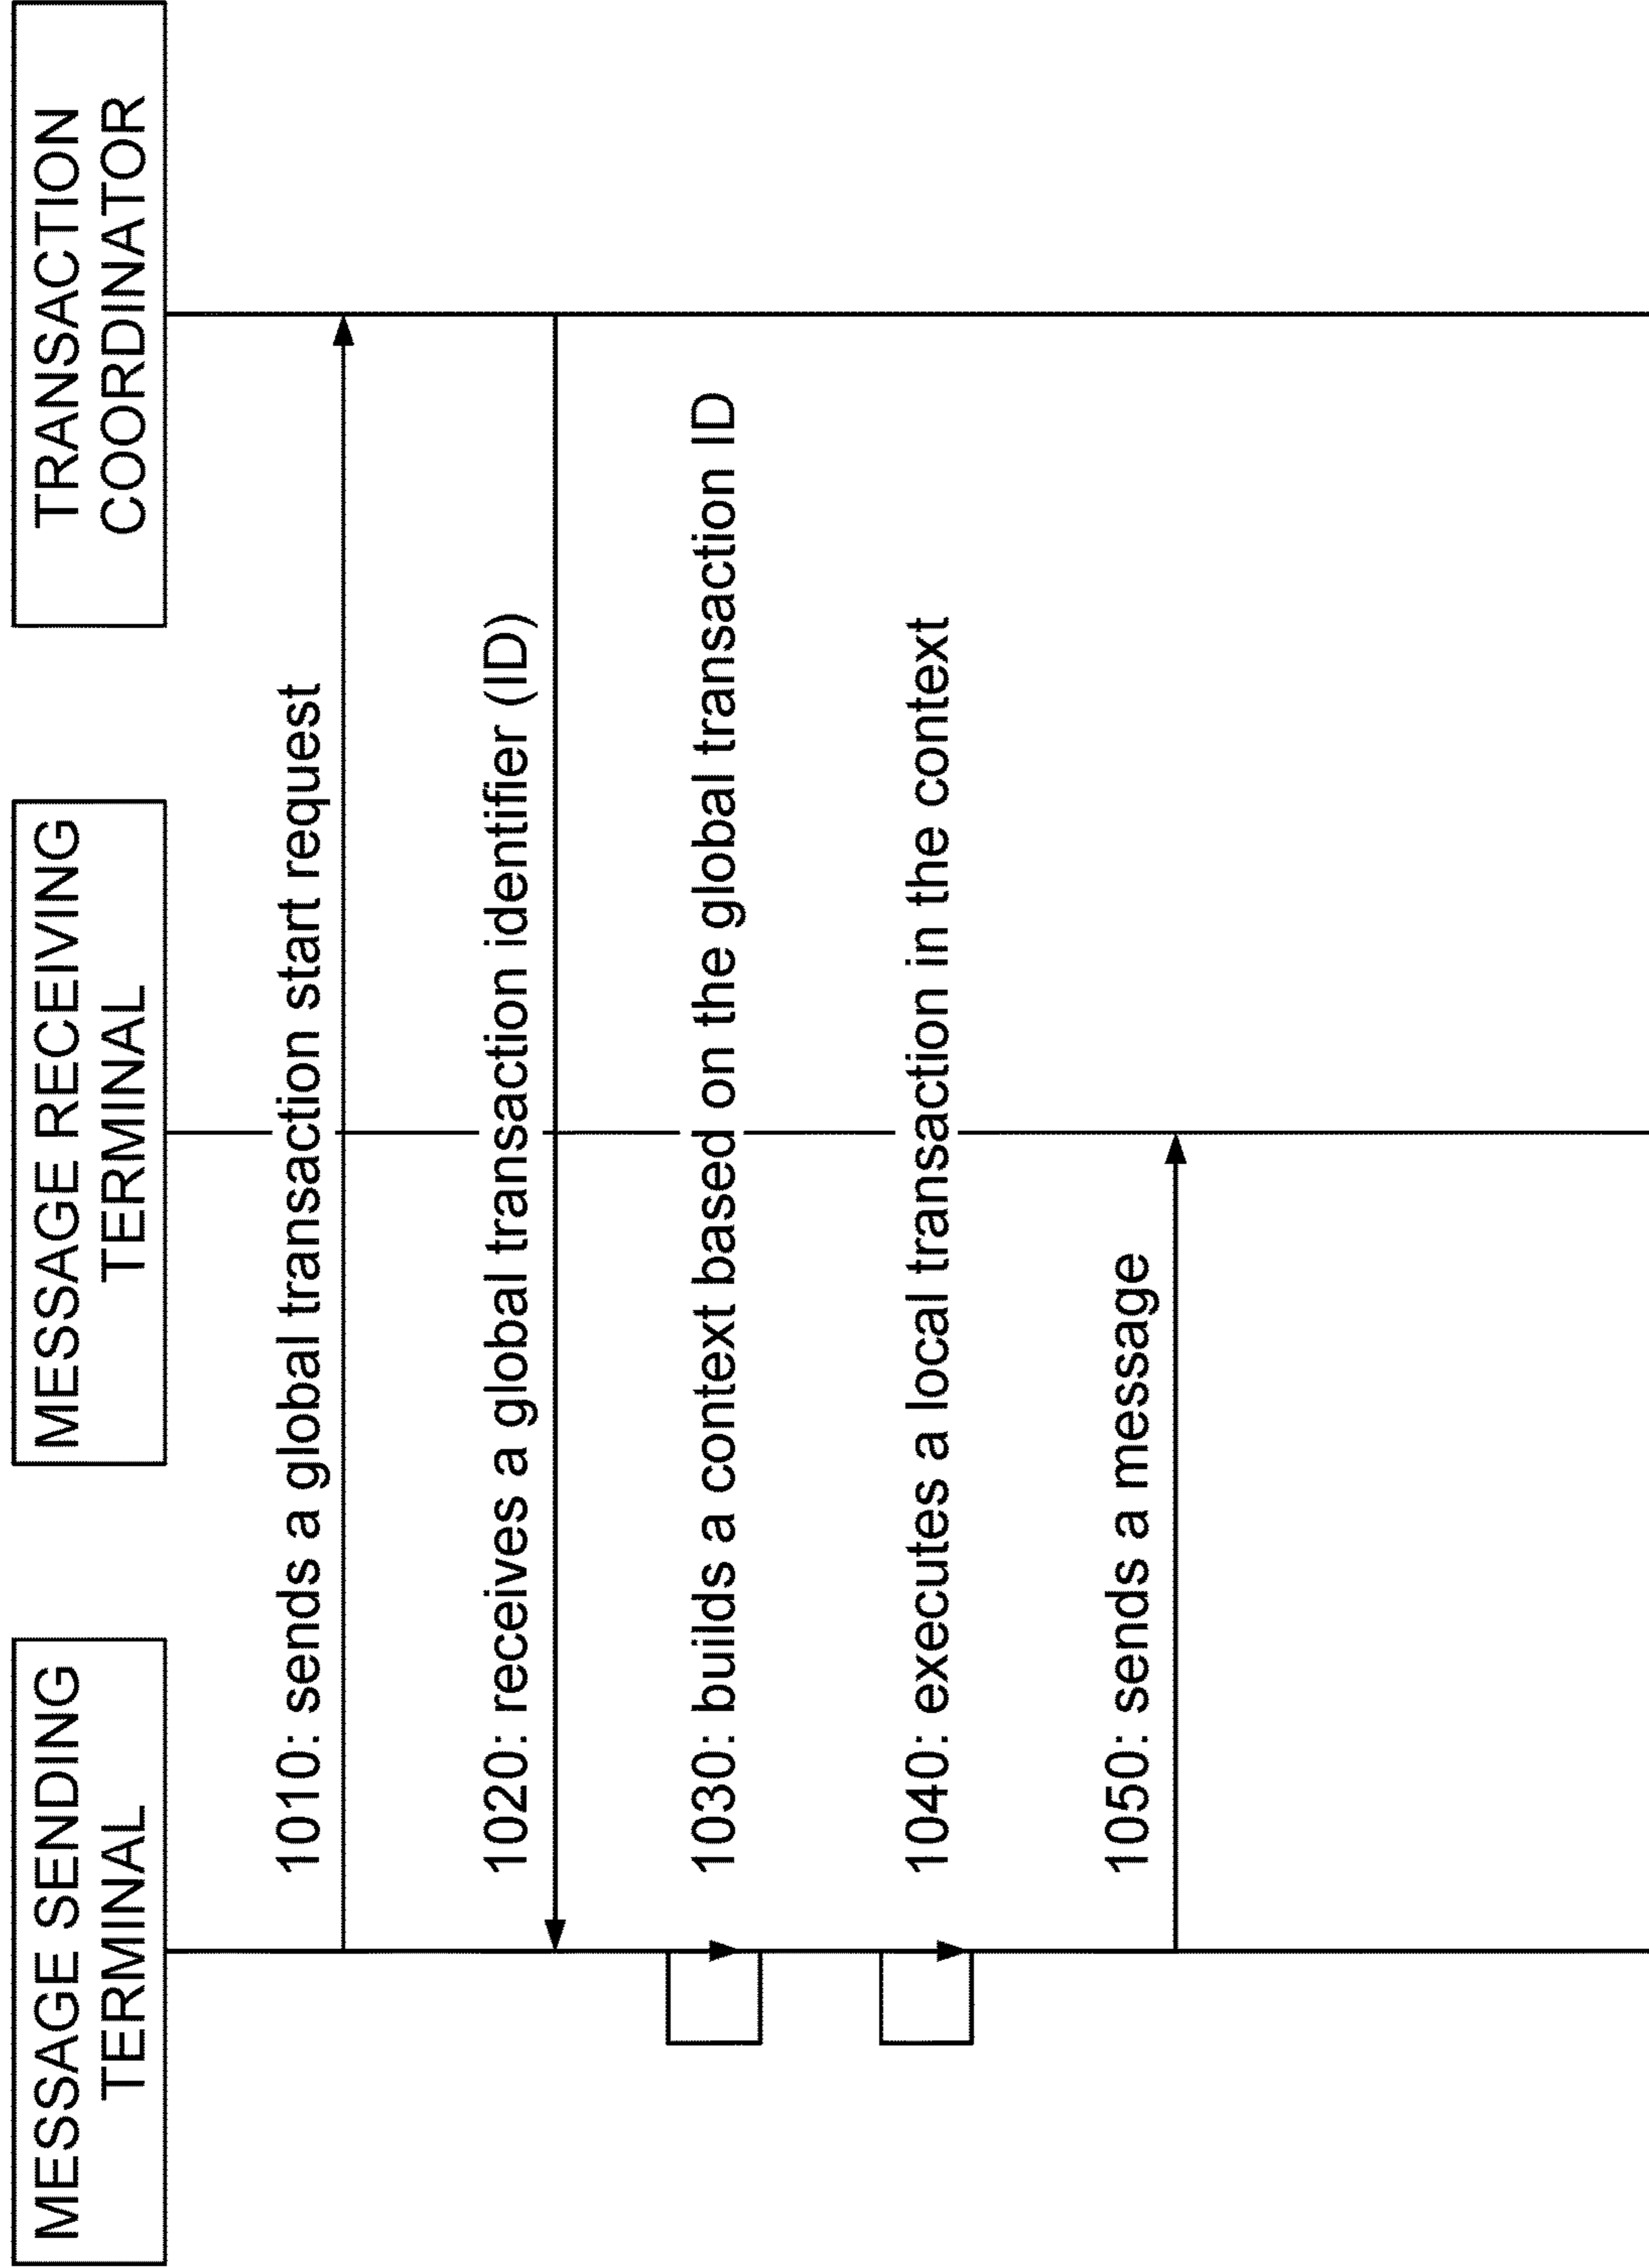 MESSAGE SENDING
TERMINAL
MESSAGE RECEIVING
TERMINAL
TRANSACTION
COORDINATOR
1010: sends a global transaction start request
1020: receives a global transaction identifier (ID)
1030: builds a context based on the global transaction ID
1040: executes a local transaction in the context
1050: sends a message